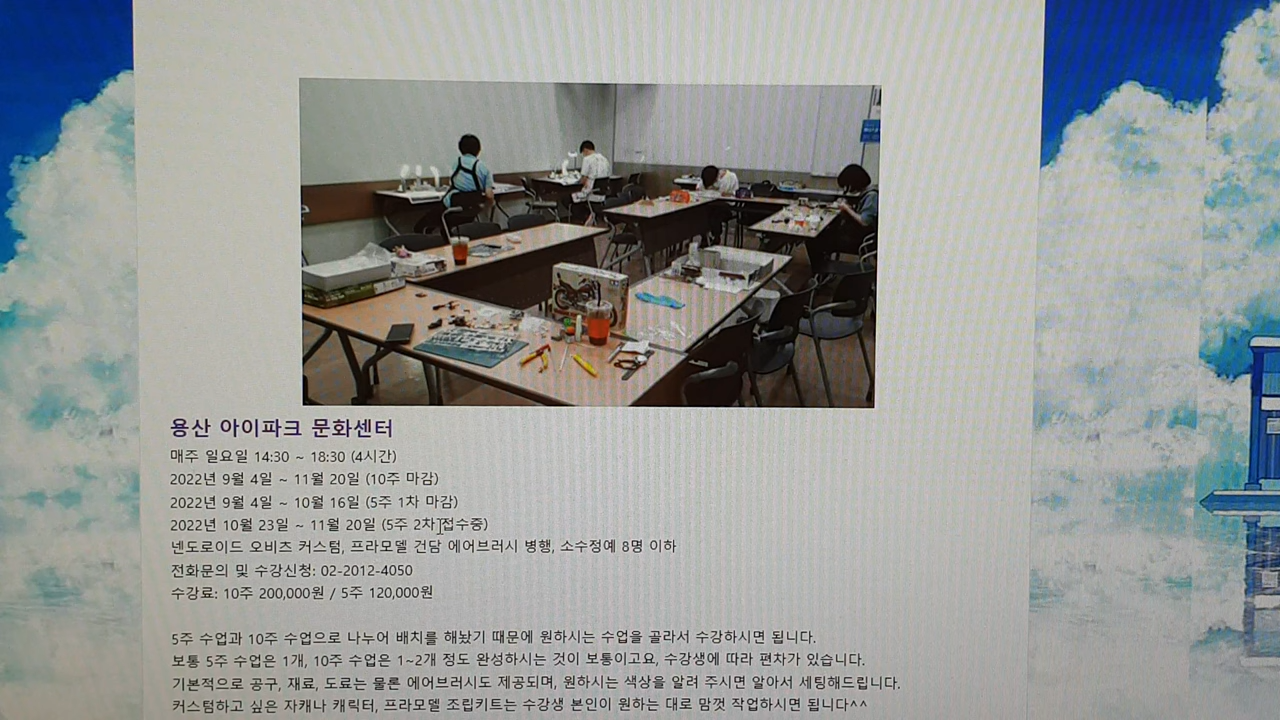 용산 아이파크 문화센터
매주 일요일 14:30 ~ 18:30 (4시간)
2022년 9월 4일 ~ 11월 20일 (10주 마감)
2022년 9월 4일 ~ 10월 16일 (5주 1차 마감)
2022년 10월 23일 ~ 11월 20일 (5주 2차 접수중)
넨도로이드 오비츠 커스텀, 프라모델 건담 에어브러시 병행, 소수정예 8명 이하
전화문의 및 수강신청: 02-2012-4050
수강료: 10주 200,000원 / 5주 120,000원
5주 수업과 10주 수업으로 나누어 배치를 해놨기 때문에 원하시는 수업을 골라서 수강하시면 됩니다.
보통 5주 수업은 1개, 10주 수업은 1~2개 정도 완성하시는 것이 보통이고요, 수강생에 따라 편차가 있습니다.
기본적으로 공구, 재료, 도료는 물론 에어브러시도 제공되며, 원하시는 색상을 알려 주시면 알아서 세팅해드립니다.
커스텀하고 싶은 자캐나 캐릭터, 프라모델 조립키트는 수강생 본인이 원하는 대로 맘껏 작업하시면 됩니다^^